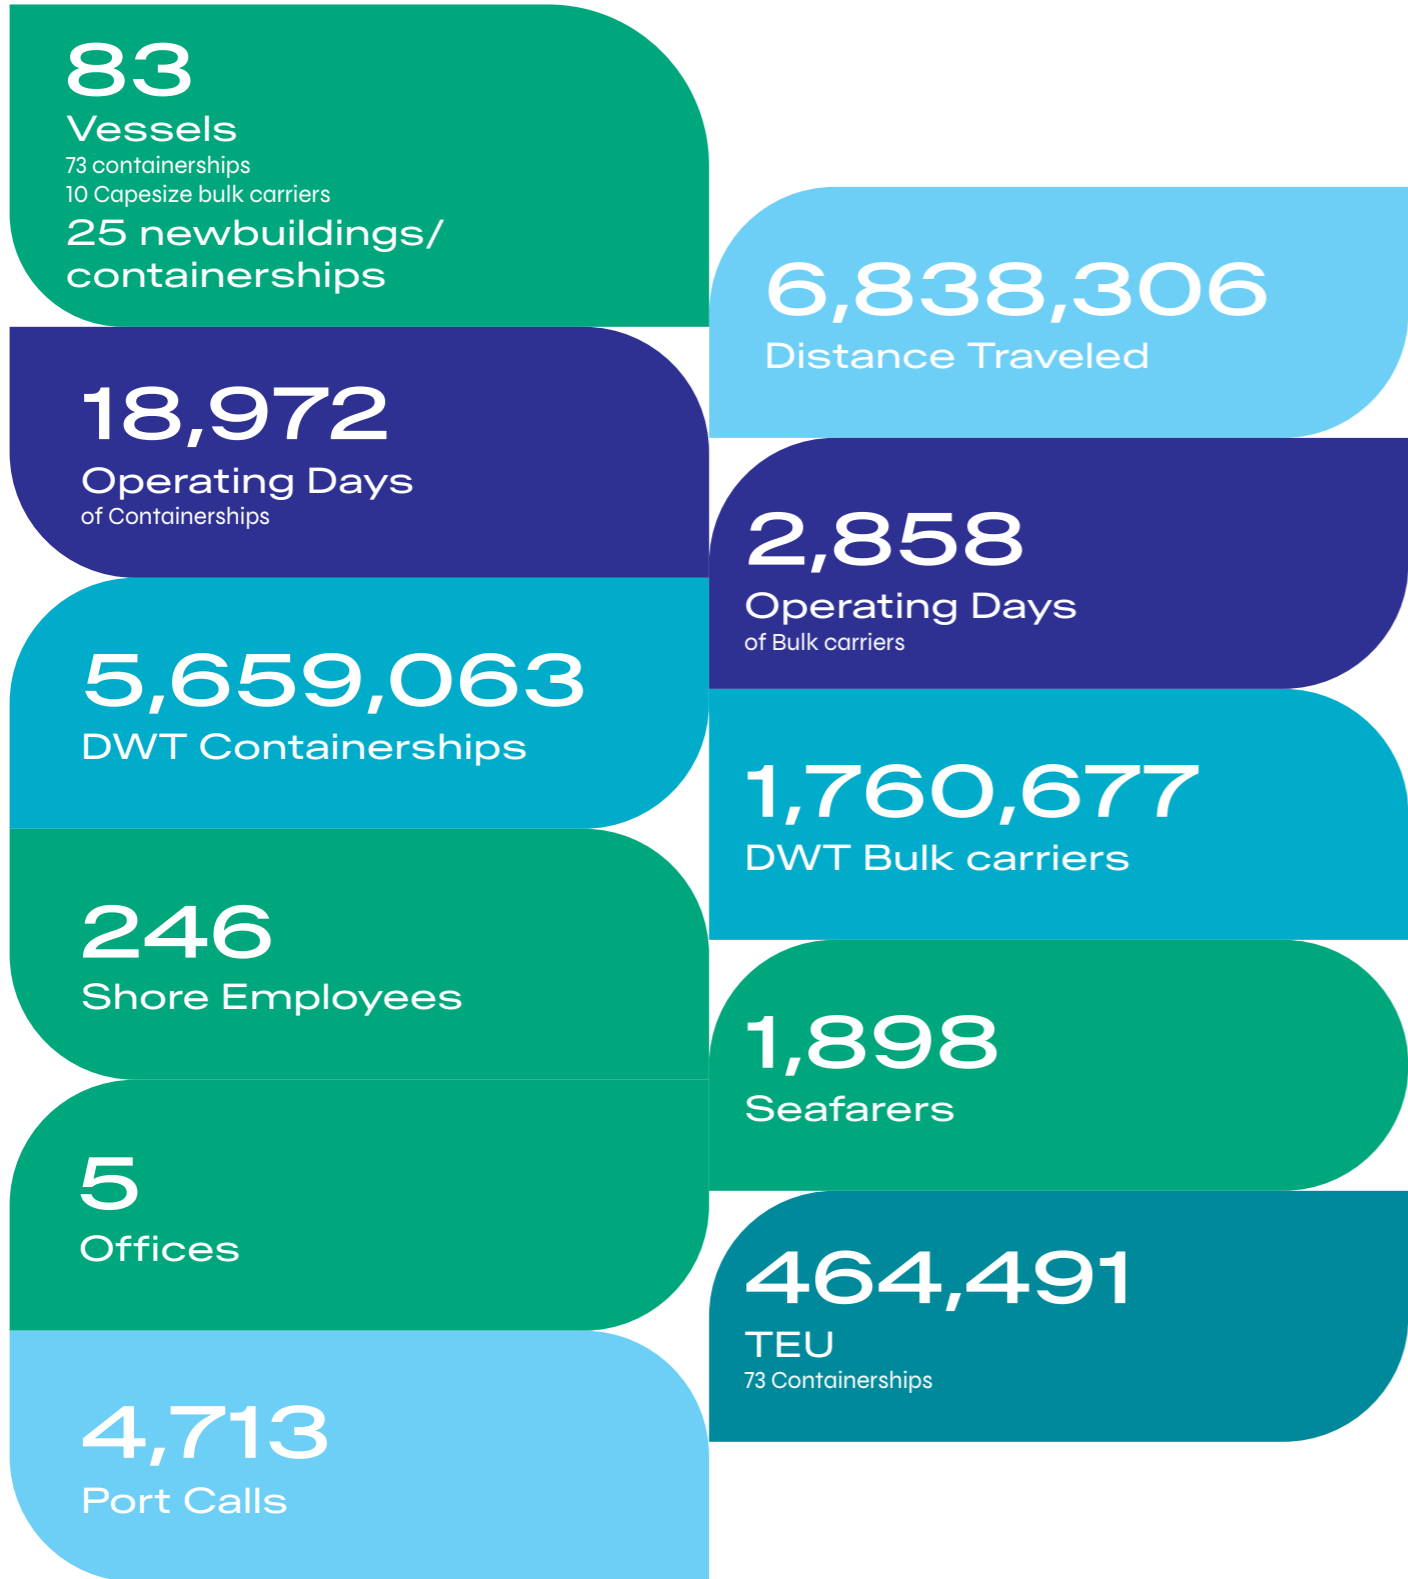 83
Vessels
73 containerships
10 Capesize bulk carriers
25 newbuildings/
containerships
6,838,306
Distance Traveled
18,972
Operating Days
of Containerships
2,858
Operating Days
of Bulk carriers
5,659,063
DWT Containerships
1,760,677
DWT Bulk carriers
246
Shore Employees
1,898
Seafarers
5
Offices
464,491
TEU
73 Containerships
4,713
Port Calls